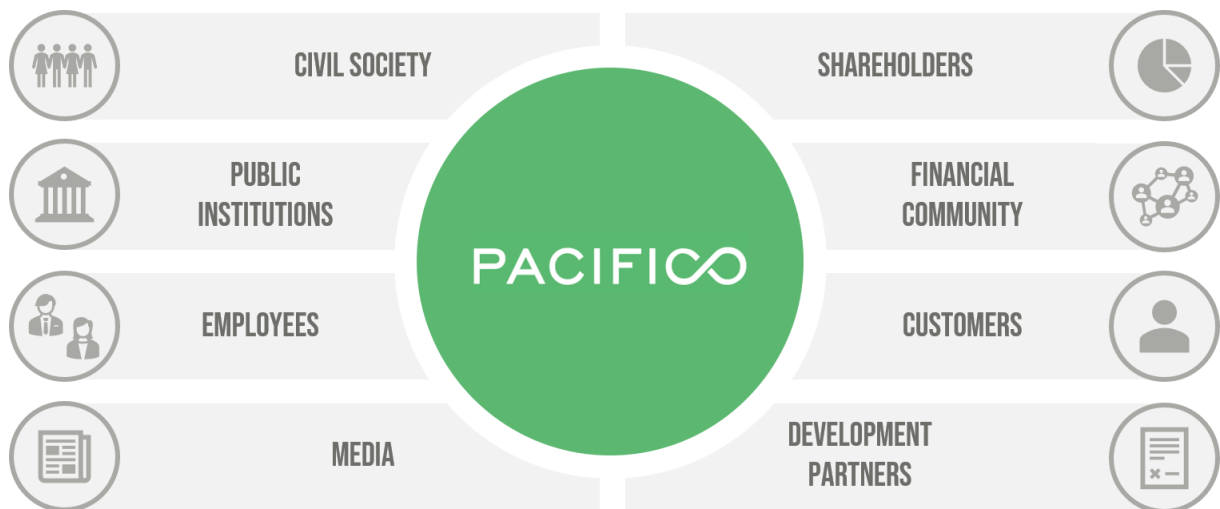 CIVIL SOCIETY
SHAREHOLDERS
PUBLIC
INSTITUTIONS
FINANCIAL
COMMUNITY
PACIFICO
EMPLOYEES
CUSTOMERS
MEDIA
DEVELOPMENT
PARTNERS